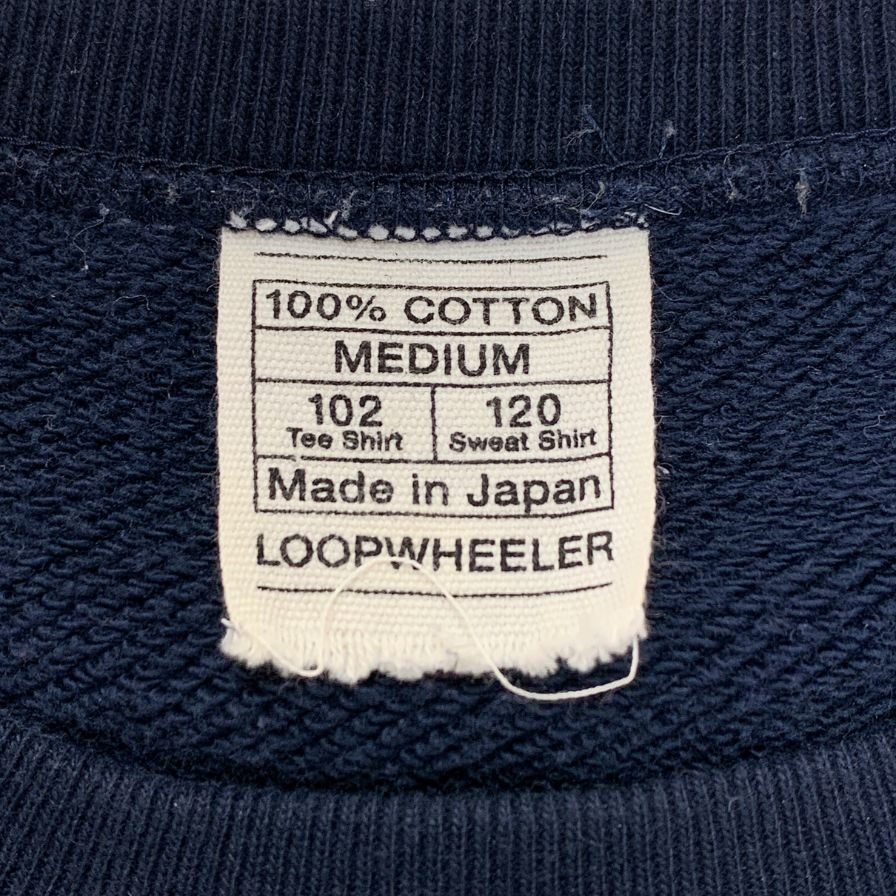 100% COTTON
MEDIUM
102 120
Tee Shirt Sweat Shirt
Made in Japan
LOOPWHEELER